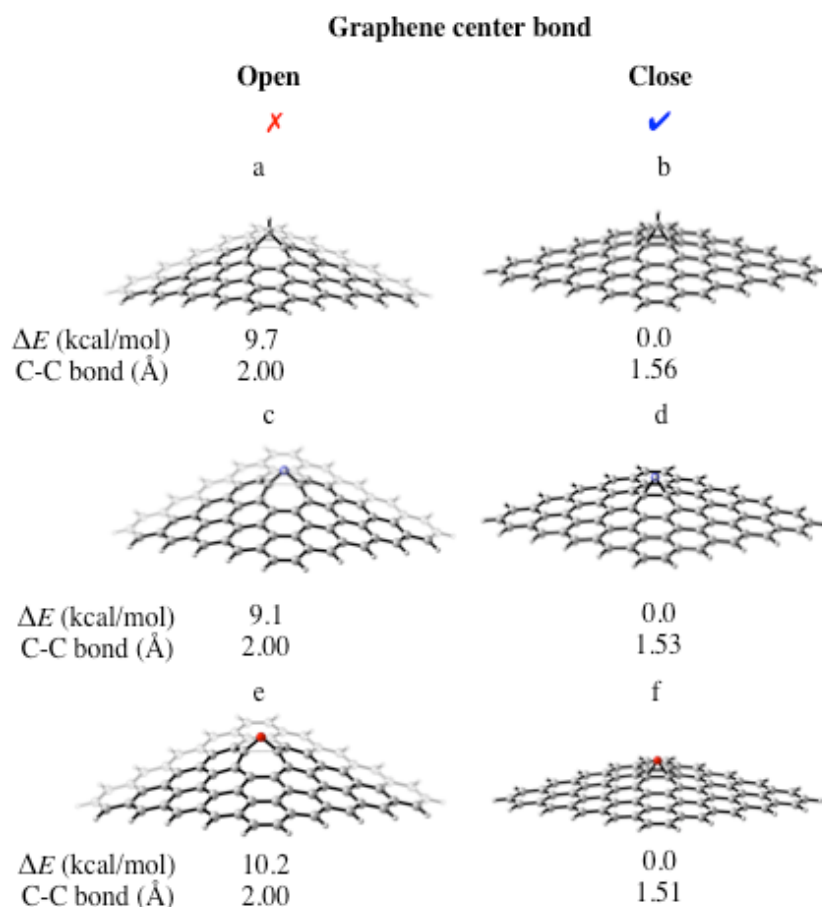 Graphene center bond
Open Close
✗ ✔
a b
ΔE (kcal/mol) 9.7 0.0
C-C bond (Å) 2.00 1.56
c d
ΔE (kcal/mol) 9.1 0.0
C-C bond (Å) 2.00 1.53
e f
ΔE (kcal/mol) 10.2 0.0
C-C bond (Å) 2.00 1.51